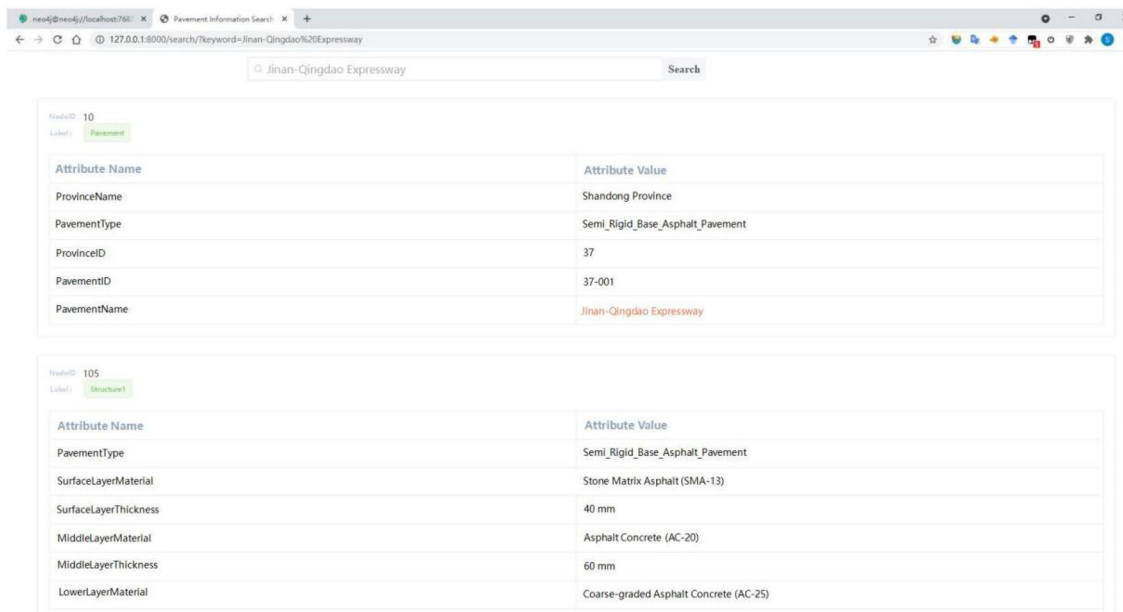 neo4j@neo4j://localhost:7687
Pavement Information Search
127.0.0.1:8000/search/?keyword=Jinan-Qingdao%20Expressway
Jinan-Qingdao Expressway Search
NodeID: 10
Label: Pavement
Attribute Name Attribute Value
ProvinceName Shandong Province
PavementType Semi_Rigid_Base_Asphalt_Pavement
ProvinceID 37
PavementID 37-001
PavementName Jinan-Qingdao Expressway
NodeID: 105
Label: Structure1
Attribute Name Attribute Value
PavementType Semi_Rigid_Base_Asphalt_Pavement
SurfaceLayerMaterial Stone Matrix Asphalt (SMA-13)
SurfaceLayerThickness 40 mm
MiddleLayerMaterial Asphalt Concrete (AC-20)
MiddleLayerThickness 60 mm
LowerLayerMaterial Coarse-graded Asphalt Concrete (AC-25)